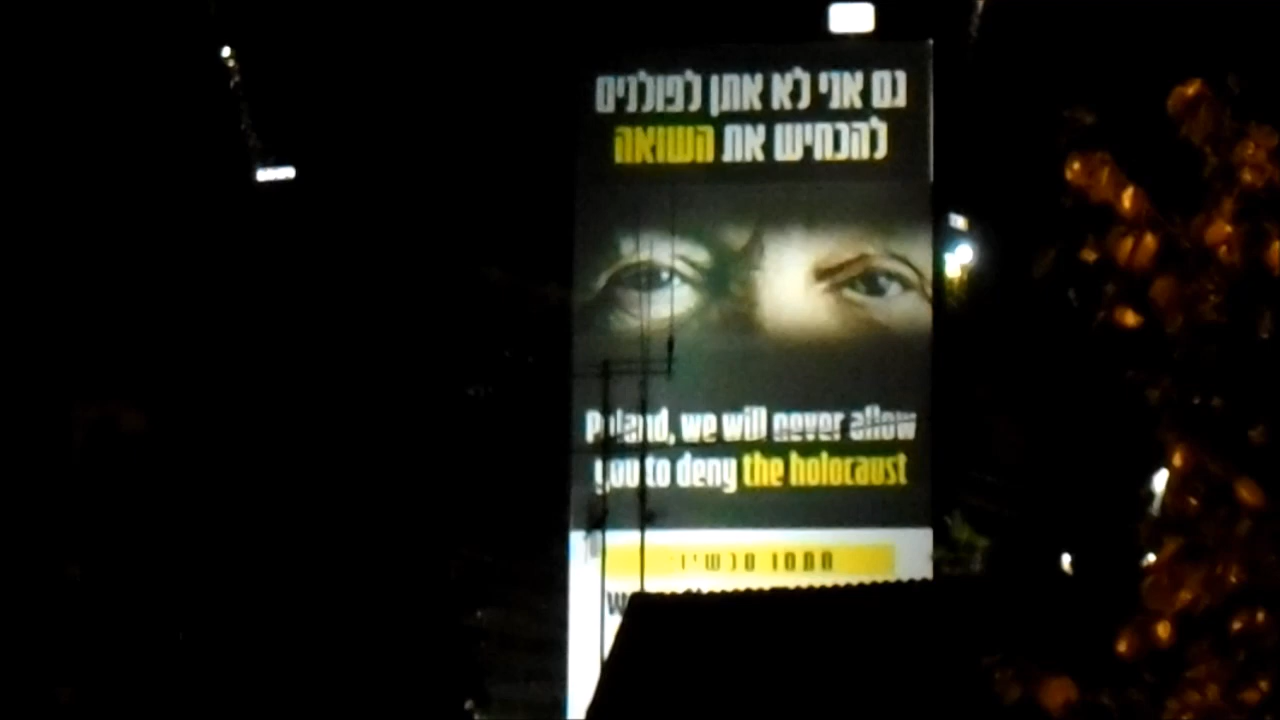 גם אני לא אתן לפולנים
להכחיש את השואה
Poland, we will never allow
you to deny the holocaust